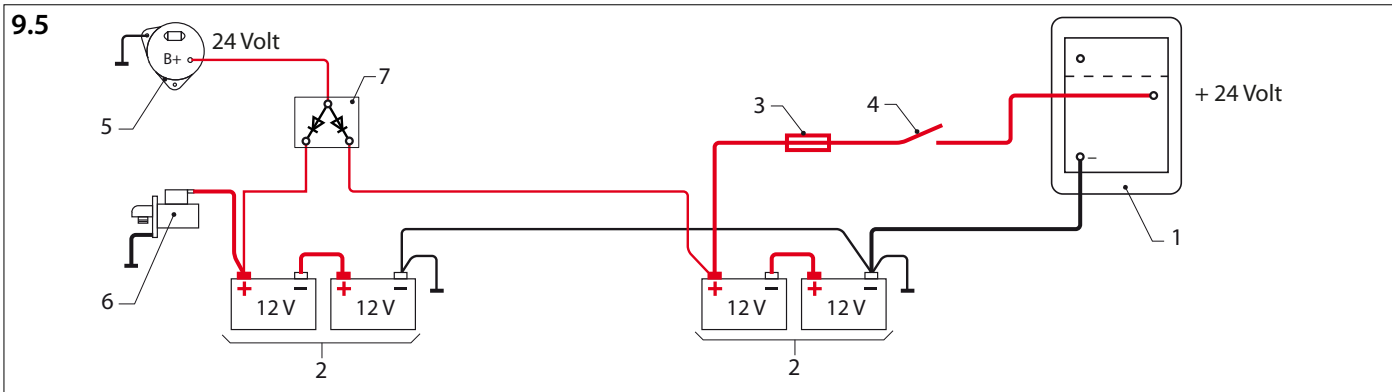 9.5
24 Volt
B+
5
7
3
4
+ 24 Volt
–
1
6
+ – + –
12 V 12 V
2
+ – + –
12 V 12 V
2